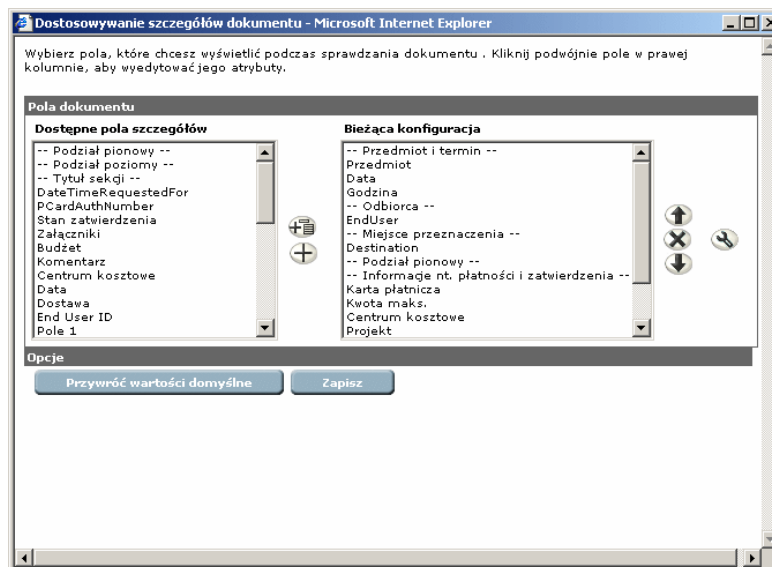 Dostosowywanie szczegółów dokumentu - Microsoft Internet Explorer
Wybierz pola, które chcesz wyświetlić podczas sprawdzania dokumentu . Kliknij podwójnie pole w prawej
kolumnie, aby wyedytować jego atrybuty.
Pola dokumentu
Dostępne pola szczegółów
-- Podział pionowy --
-- Podział poziomy --
-- Tytuł sekcji --
DateTimeRequestedFor
PCardAuthNumber
Stan zatwierdzenia
Załączniki
Budżet
Komentarz
Centrum kosztowe
Data
Dostawa
End User ID
Pole 1
Bieżąca konfiguracja
-- Przedmiot i termin --
Przedmiot
Data
Godzina
-- Odbiorca --
EndUser
-- Miejsce przeznaczenia --
Destination
-- Podział pionowy --
-- Informacje nt. płatności i zatwierdzenia --
Karta płatnicza
Kwota maks.
Centrum kosztowe
Projekt
Opcje
Przywróć wartości domyślne
Zapisz